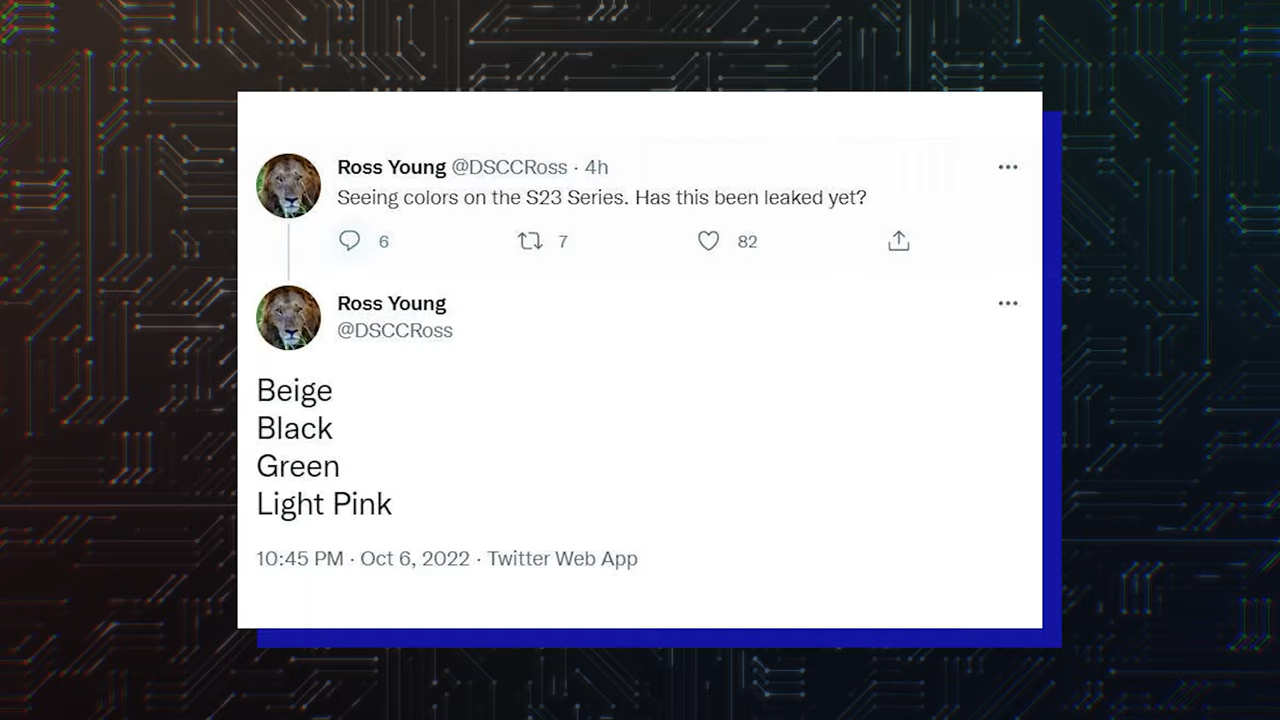 Ross Young @DSCCRoss · 4h
Seeing colors on the S23 Series. Has this been leaked yet?
6 7 82
Ross Young
@DSCCRoss
Beige
Black
Green
Light Pink
10:45 PM · Oct 6, 2022 · Twitter Web App